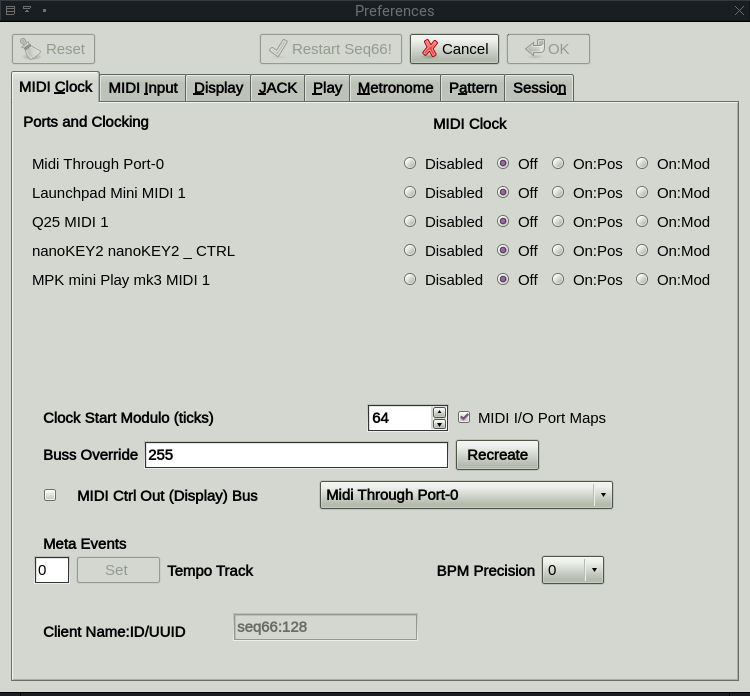 Preferences
Reset Restart Seq66! Cancel OK
MIDI Clock MIDI Input Display JACK Play Metronome Pattern Session
Ports and Clocking MIDI Clock
Midi Through Port-0 Disabled Off On:Pos On:Mod
Launchpad Mini MIDI 1 Disabled Off On:Pos On:Mod
Q25 MIDI 1 Disabled Off On:Pos On:Mod
nanoKEY2 nanoKEY2 _ CTRL Disabled Off On:Pos On:Mod
MPK mini Play mk3 MIDI 1 Disabled Off On:Pos On:Mod
Clock Start Modulo (ticks) 64 MIDI I/O Port Maps
Buss Override 255 Recreate
MIDI Ctrl Out (Display) Bus Midi Through Port-0
Meta Events
0 Set Tempo Track BPM Precision 0
Client Name:ID/UUID seq66:128